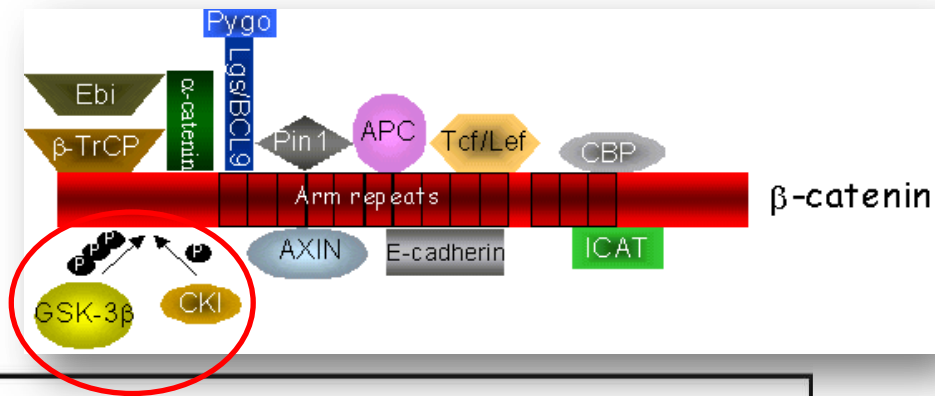 Pygo
Lgs/BCL9
Ebi
α-catenin
β-TrCP
Pin1
APC
Tcf/Lef
CBP
Arm repeats
β-catenin
AXIN
E-cadherin
ICAT
P
P
P
P
GSK-3β
CKI